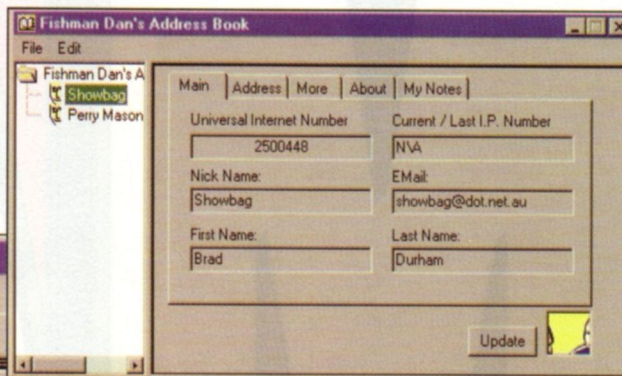 Fishman Dan's Address Book
File Edit
Fishman Dan's A
Showbag
Perry Mason
Main Address More About My Notes
Universal Internet Number Current / Last I.P. Number
2500448 N\A
Nick Name: EMail:
Showbag showbag@dot.net.au
First Name: Last Name:
Brad Durham
Update